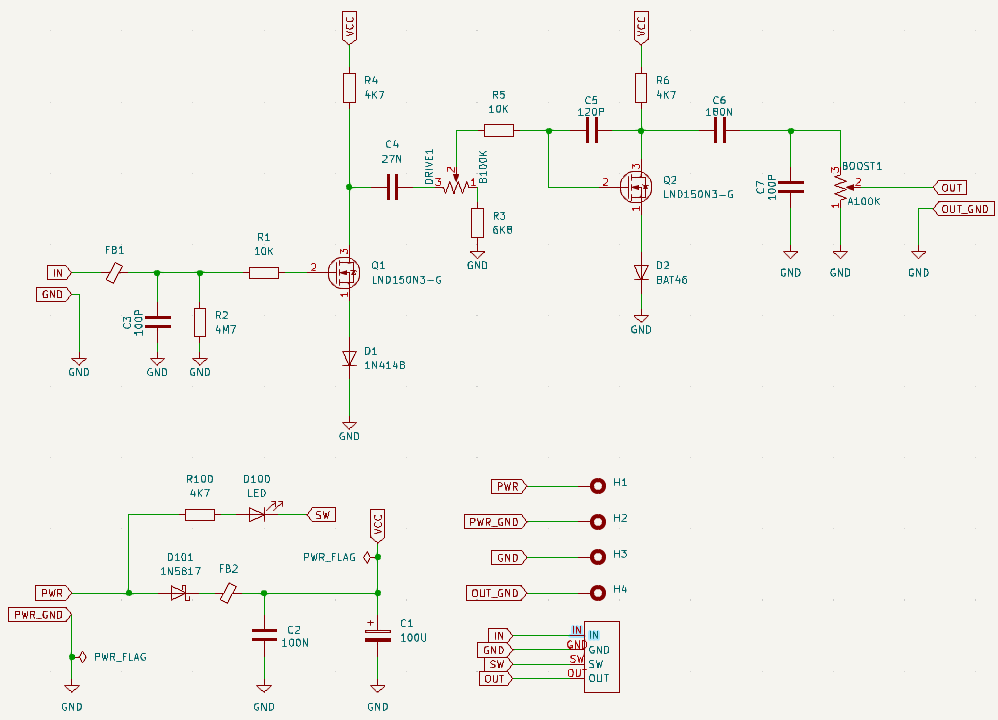 VCC
VCC
R4
4K7
R6
4K7
R5
10K
C5
120P
C6
180N
C4
27N
DRIVE1
B100K
3
2
1
R3
6K8
GND
2
3
1
Q2
LND150N3-G
C7
100P
BOOST1
A100K
3
2
1
OUT
OUT_GND
GND
GND
GND
FB1
R1
10K
IN
GND
2
3
1
Q1
LND150N3-G
D2
BAT46
GND
C3
100P
R2
4M7
GND
GND
GND
D1
1N4148
GND
R100
4K7
D100
LED
SW
VCC
PWR_FLAG
D101
1N5817
FB2
PWR
PWR_GND
PWR_FLAG
C2
100N
+
C1
100U
GND
GND
GND
PWR
H1
PWR_GND
H2
GND
H3
OUT_GND
H4
IN
IN
IN
GND
GND
GND
SW
SW
SW
OUT
OUT
OUT